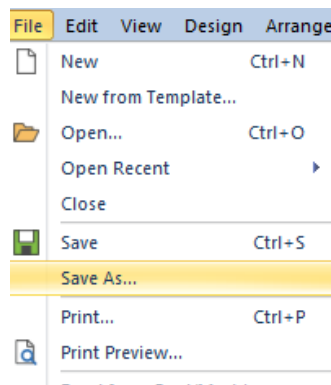 File Edit View Design Arrange
New Ctrl+N
New from Template...
Open... Ctrl+O
Open Recent
Close
Save Ctrl+S
Save As...
Print... Ctrl+P
Print Preview...